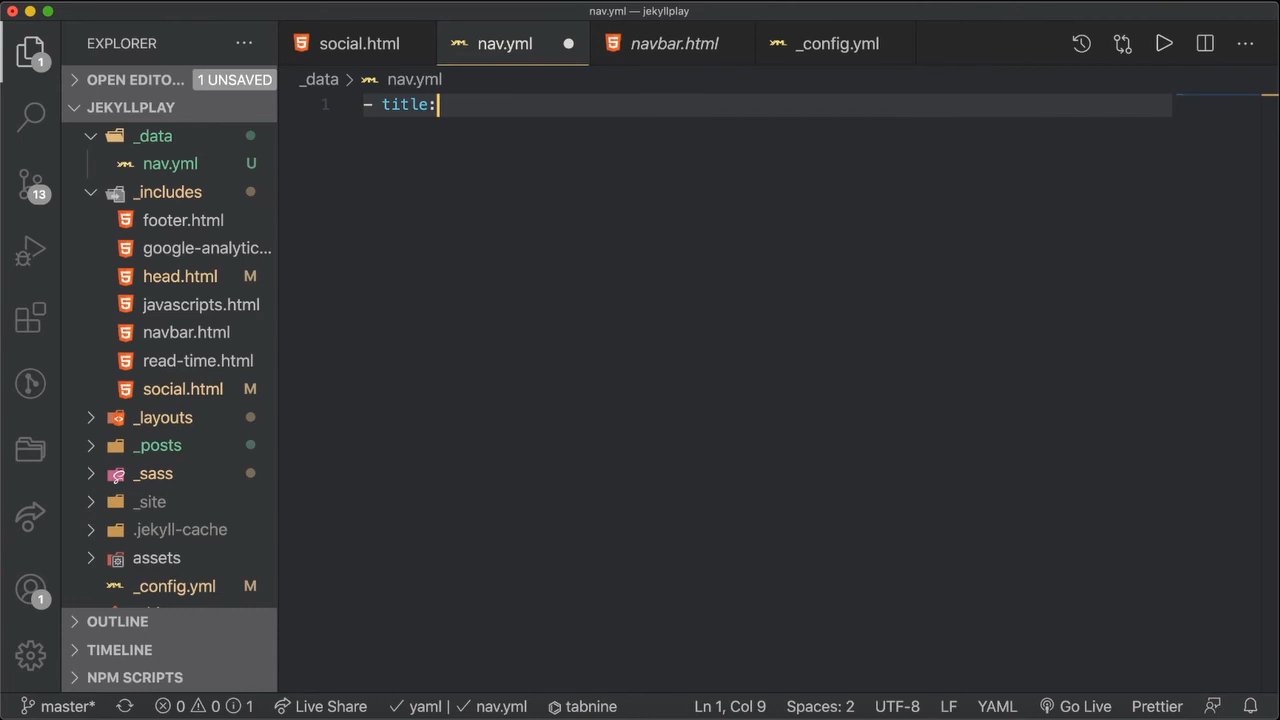 nav.yml — jekyllplay
EXPLORER
social.html
nav.yml
navbar.html
_config.yml
1
OPEN EDITO... 1 UNSAVED
_data
nav.yml
JEKYLLPLAY
1
- title:
_data
nav.yml U
13
_includes
footer.html
google-analytic...
head.html M
javascripts.html
navbar.html
read-time.html
social.html M
_layouts
_posts
_sass
_site
.jekyll-cache
assets
_config.yml M
1
OUTLINE
TIMELINE
NPM SCRIPTS
master* 0 0 1 Live Share yaml | nav.yml tabnine Ln 1, Col 9 Spaces: 2 UTF-8 LF YAML Go Live Prettier